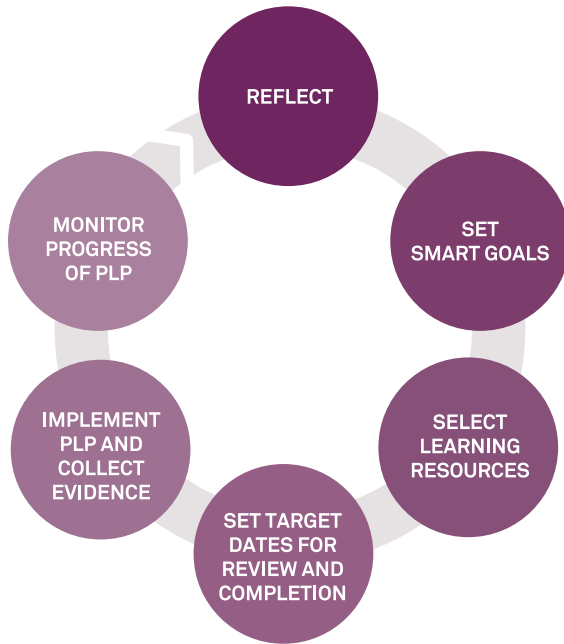 REFLECT
SET
SMART GOALS
SELECT
LEARNING
RESOURCES
SET TARGET
DATES FOR
REVIEW AND
COMPLETION
IMPLEMENT
PLP AND
COLLECT
EVIDENCE
MONITOR
PROGRESS
OF PLP